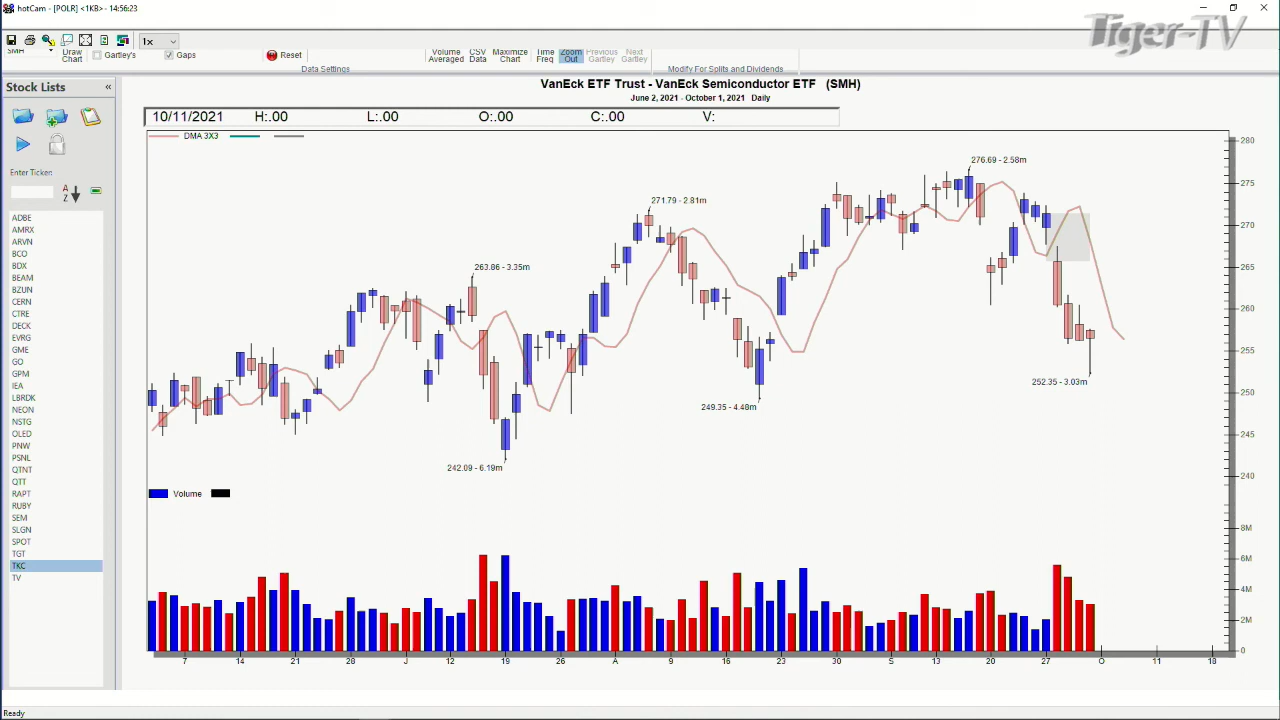 hotCam - [POLR] <1KB> - 14:56:23
Tiger-TV
1x
SMH Draw Chart Gartley's Gaps Reset Volume Averaged CSV Data Maximize Chart Time Freq Zoom Out Previous Gartley Next Gartley
Data Settings Modify For Splits and Dividends
Stock Lists «
VanEck ETF Trust - VanEck Semiconductor ETF (SMH)
June 2, 2021 - October 1, 2021 Daily
10/11/2021 H:.00 L:.00 O:.00 C:.00 V:
DMA 3X3
Enter Ticker:
A
Z
ADBE
AMRX
ARVN
BCO
BDX
BEAM
BZUN
CERN
CTRE
DECK
EVRG
GME
GO
GPM
IEA
LBRDK
NEON
NSTG
OLED
PNW
PSNL
QTNT
QTT
RAPT
RUBY
SEM
SLGN
SPOT
TGT
TKC
TV
276.69 - 2.58m
271.79 - 2.81m
263.86 - 3.35m
252.35 - 3.03m
249.35 - 4.48m
242.09 - 6.19m
280
275
270
265
260
255
250
245
240
Volume
8M
6M
4M
2M
0
7 14 21 28 J 12 19 26 A 9 16 23 30 S 13 20 27 O 11 18
Ready